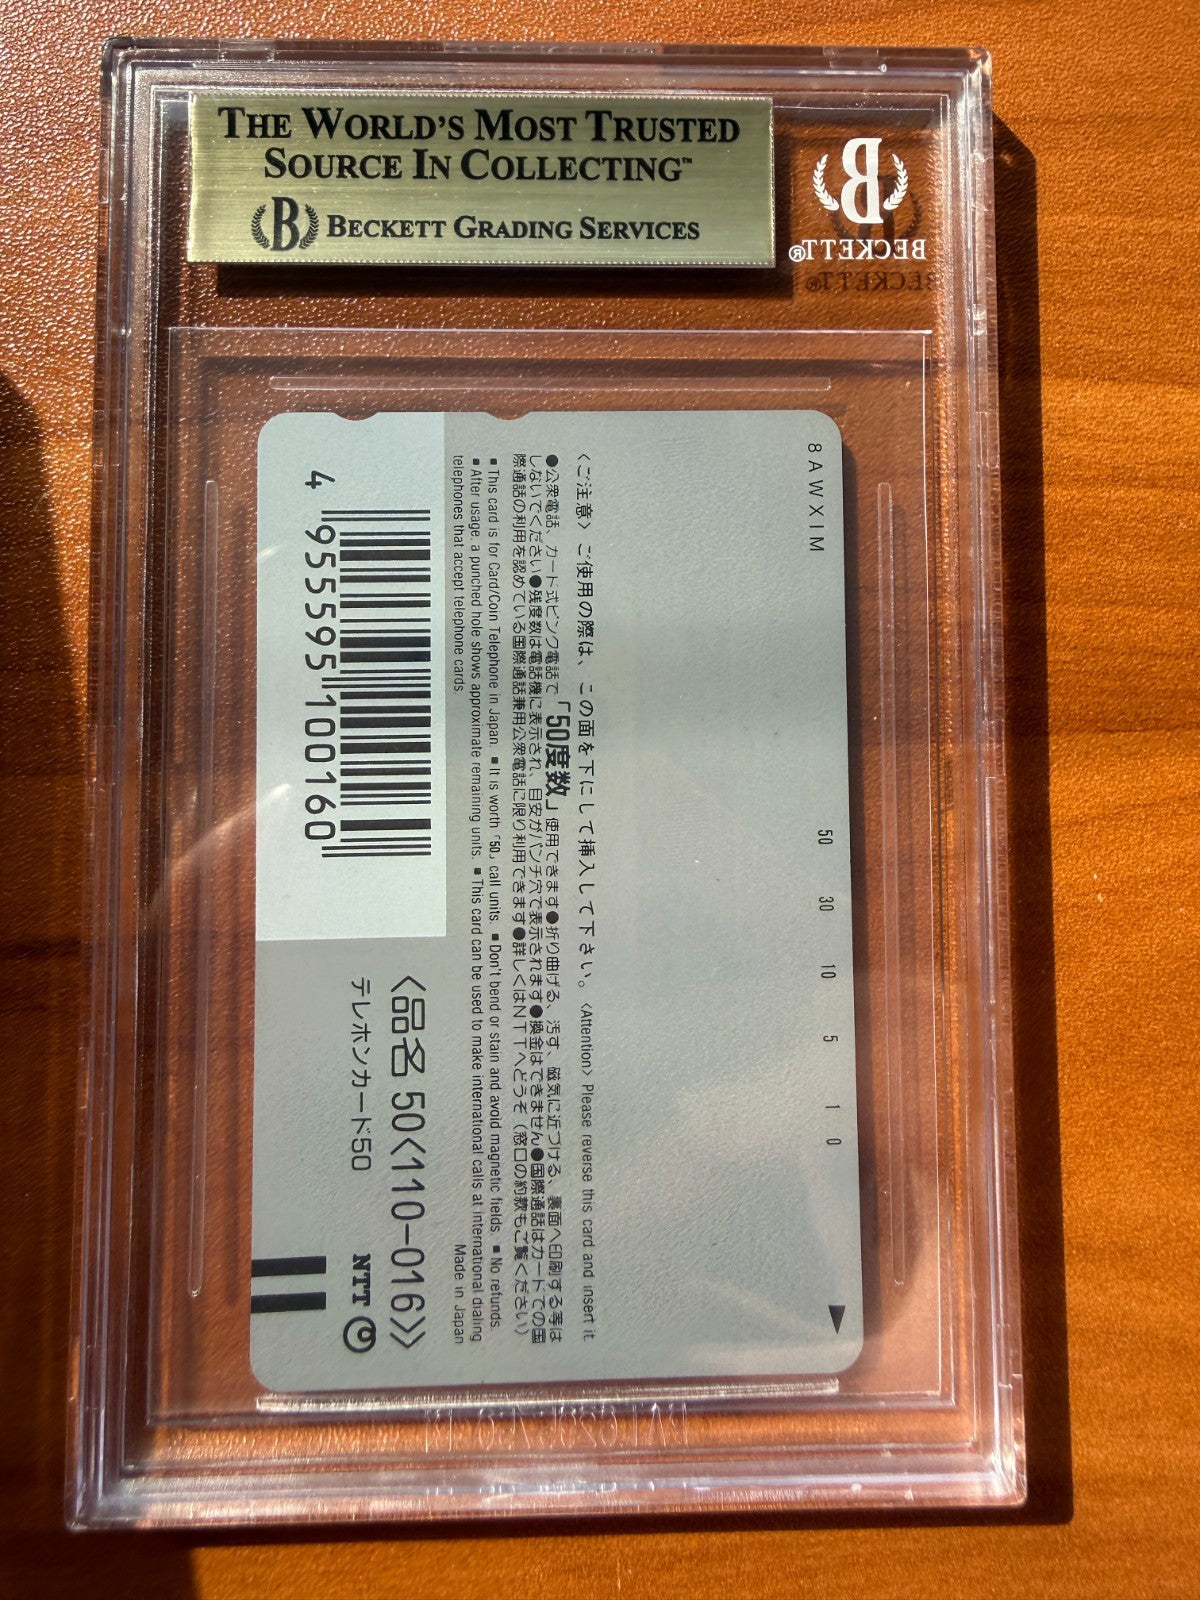 THE WORLD'S MOST TRUSTED
SOURCE IN COLLECTING™
B BECKETT GRADING SERVICES
B
BECKETT®
8AWXIM
50 30 10 5 1 0
〈ご注意〉ご使用の際は、この面を下にして挿入して下さい。〈Attention〉Please reverse this card and insert it.
●公衆電話、カード式ピンク電話で「50度数」使用できます●折り曲げる、汚す、磁気に近づける、裏面へ印刷する等は
しないでください●残度数は電話機に表示され、目安がパンチ穴で表示されます●換金はできません●国際通話はカードでの国
際通話の利用を認めている国際通話兼用公衆電話に限り利用できます●詳しくはNTTへどうぞ（窓口の約款もご覧ください）
■This card is for Card/Coin Telephone in Japan. ■It is worth「50」call units. ■Don't bend or stain and avoid magnetic fields. ■No refunds.
■After usage, a punched hole shows approximate remaining units. ■This card can be used to make international calls at international dialing
telephones that accept telephone cards. Made in Japan
4 955595 100160
〈品名 50〈110-016〉〉
テレホンカード50
NTT